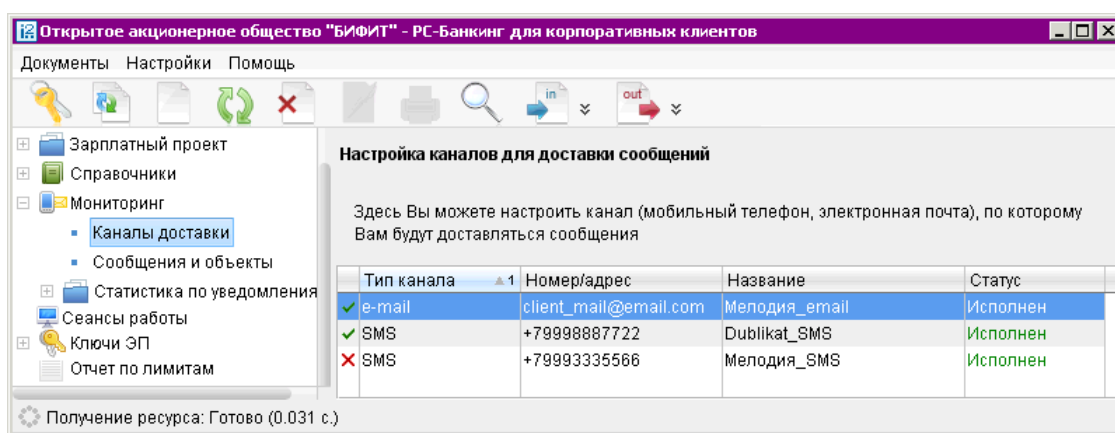 Открытое акционерное общество "БИФИТ" - РС-Банкинг для корпоративных клиентов
Документы Настройки Помощь
in
out
Зарплатный проект
Справочники
Мониторинг
Каналы доставки
Сообщения и объекты
Статистика по уведомления
Сеансы работы
Ключи ЭП
Отчет по лимитам
Настройка каналов для доставки сообщений
Здесь Вы можете настроить канал (мобильный телефон, электронная почта), по которому
Вам будут доставляться сообщения
Тип канала 1 Номер/адрес Название Статус
e-mail client_mail@email.com Мелодия_email Исполнен
SMS +79998887722 Dublikat_SMS Исполнен
SMS +79993335566 Мелодия_SMS Исполнен
Получение ресурса: Готово (0.031 с.)